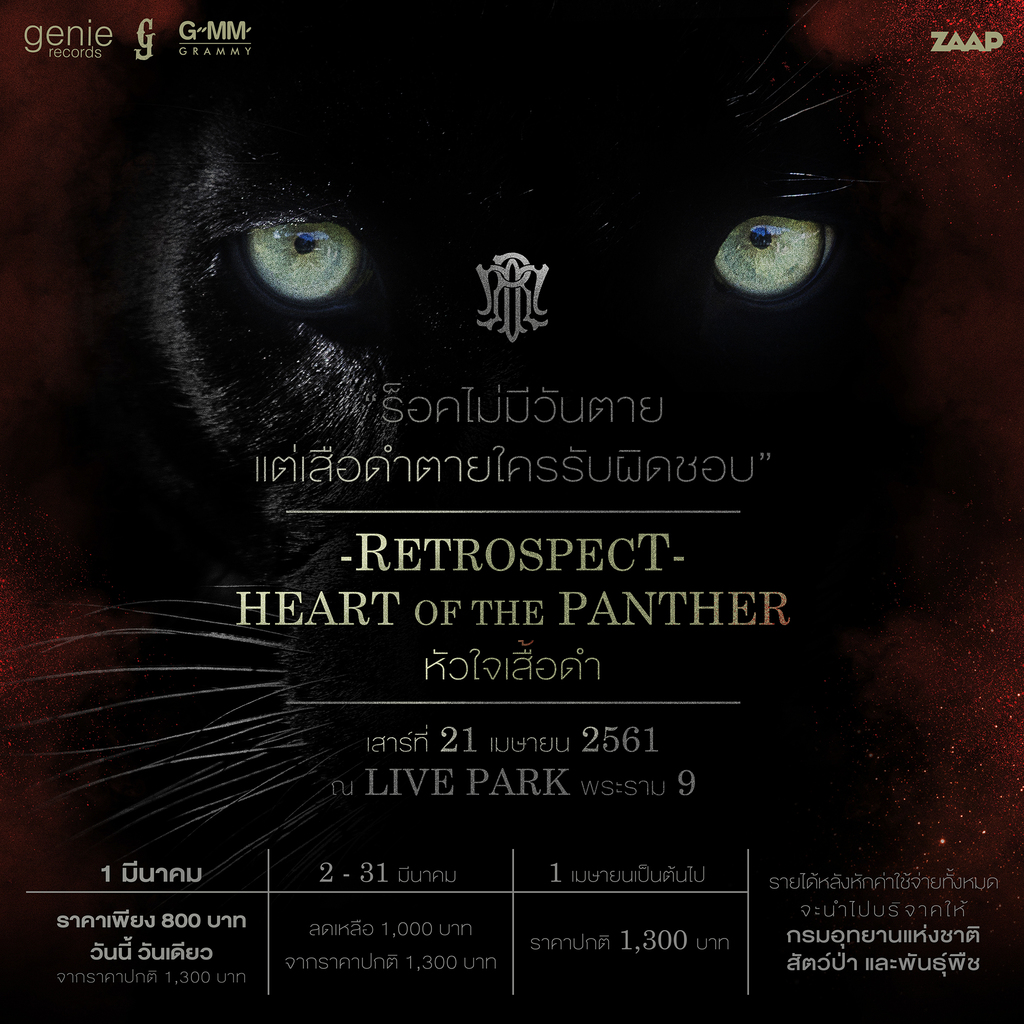 genie
records
GMM
GRAMMY
ZAAP
“ร็อคไม่มีวันตาย
แต่เสือดำตายใครรับผิดชอบ”
-RETROSPECT-
HEART OF THE PANTHER
หัวใจเสื้อดำ
เสาร์ที่ 21 เมษายน 2561
ณ LIVE PARK พระราม 9
1 มีนาคม
ราคาเพียง 800 บาท
วันนี้ วันเดียว
จากราคาปกติ 1,300 บาท
2 - 31 มีนาคม
ลดเหลือ 1,000 บาท
จากราคาปกติ 1,300 บาท
1 เมษายนเป็นต้นไป
ราคาปกติ 1,300 บาท
รายได้หลังหักค่าใช้จ่ายทั้งหมด
จะนำไปบริจาคให้
กรมอุทยานแห่งชาติ
สัตว์ป่า และพันธุ์พืช